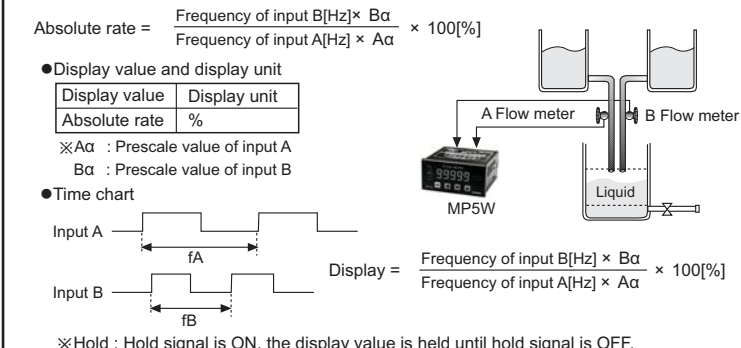 Absolute rate = Frequency of input B[Hz]× Bα / Frequency of input A[Hz] × Aα × 100[%]
●Display value and display unit
Display value Display unit
Absolute rate %
※Aα : Prescale value of input A
Bα : Prescale value of input B
●Time chart
Input A
fA
Input B
fB
Display = Frequency of input B[Hz] × Bα / Frequency of input A[Hz] × Aα × 100[%]
A Flow meter
B Flow meter
99999
MP5W
Liquid
※Hold : Hold signal is ON, the display value is held until hold signal is OFF.